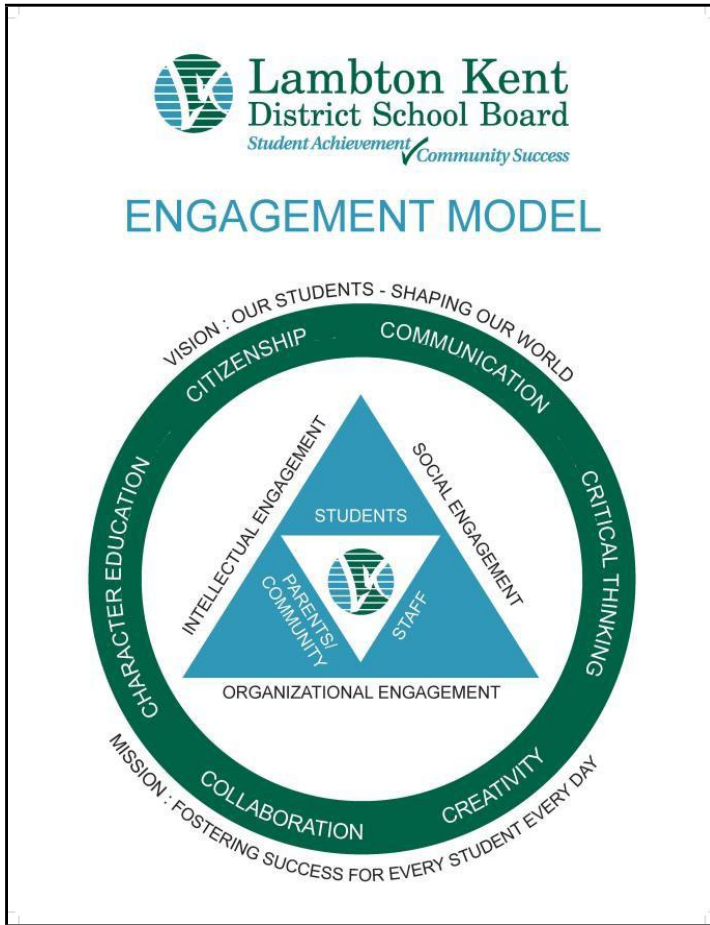 Lambton Kent
District School Board
Student Achievement
Community Success
ENGAGEMENT MODEL
VISION : OUR STUDENTS - SHAPING OUR WORLD
CITIZENSHIP
COMMUNICATION
CRITICAL THINKING
CREATIVITY
COLLABORATION
CHARACTER EDUCATION
INTELLECTUAL ENGAGEMENT
SOCIAL ENGAGEMENT
STUDENTS
PARENTS/
COMMUNITY
STAFF
ORGANIZATIONAL ENGAGEMENT
MISSION : FOSTERING SUCCESS FOR EVERY STUDENT EVERY DAY